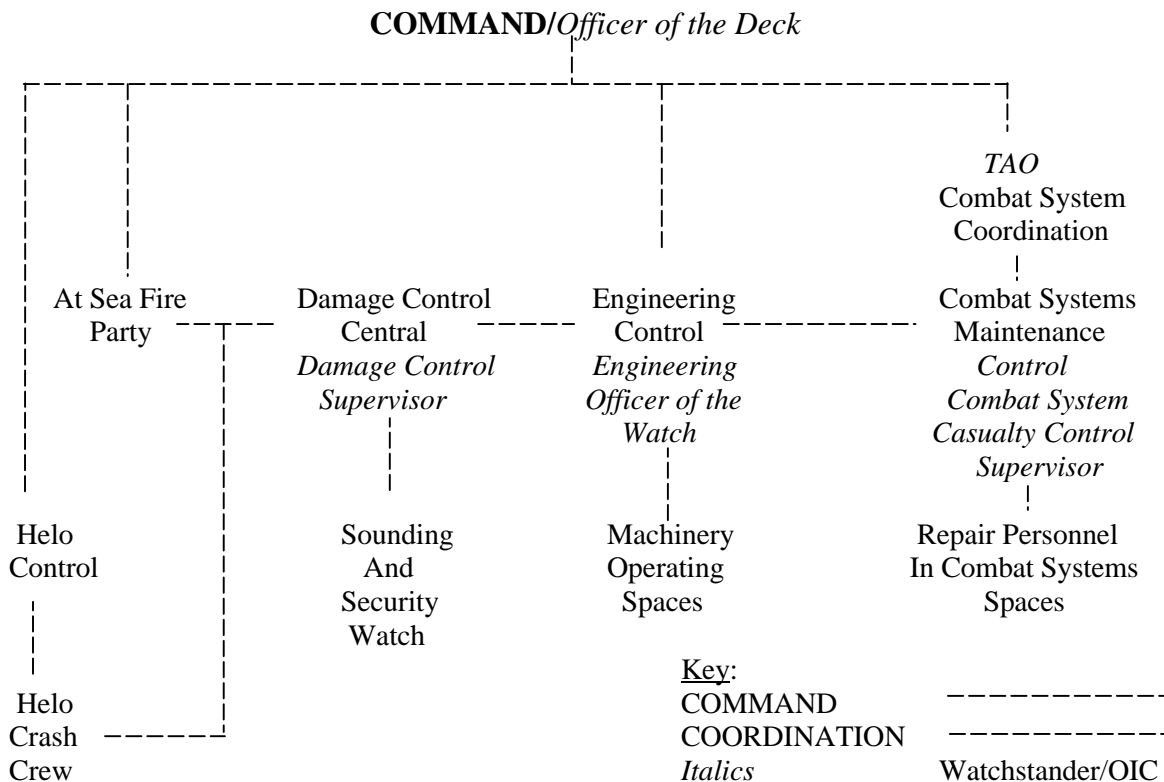 COMMAND/Officer of the Deck
TAO
Combat System
Coordination
At Sea Fire
Party
Damage Control
Central
Damage Control
Supervisor
Engineering
Control
Engineering
Officer of the
Watch
Combat Systems
Maintenance
Control
Combat System
Casualty Control
Supervisor
Helo
Control
Sounding
And
Security
Watch
Machinery
Operating
Spaces
Repair Personnel
In Combat Systems
Spaces
Helo
Crash
Crew
Key:
COMMAND
COORDINATION
Italics Watchstander/OIC